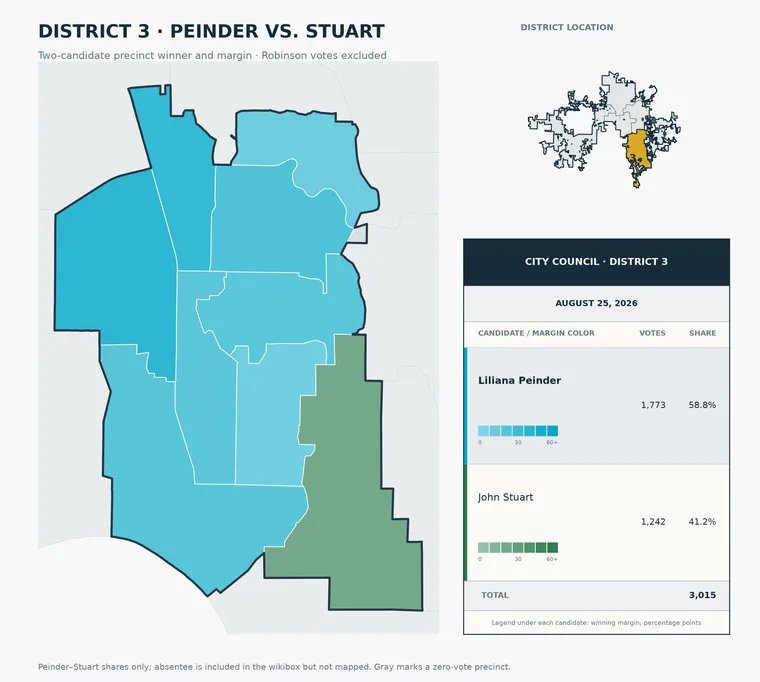 DISTRICT 3 · PEINDER VS. STUART
Two-candidate precinct winner and margin · Robinson votes excluded
DISTRICT LOCATION
3
CITY COUNCIL · DISTRICT 3
AUGUST 25, 2026
CANDIDATE / MARGIN COLOR VOTES SHARE
Liliana Peinder
1,773 58.8%
0 30 60+
John Stuart
1,242 41.2%
0 30 60+
TOTAL 3,015
Legend under each candidate: winning margin, percentage points
Peinder–Stuart shares only; absentee is included in the wikibox but not mapped. Gray marks a zero-vote precinct.